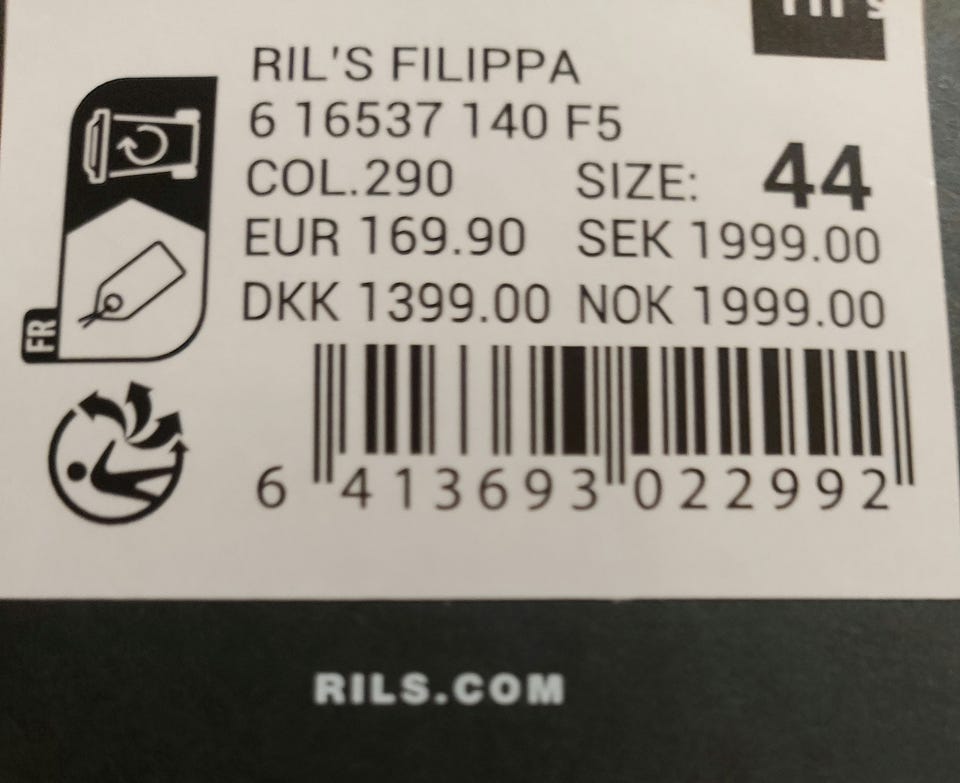 ril's
RIL'S FILIPPA
6 16537 140 F5
COL.290 SIZE: 44
EUR 169.90 SEK 1999.00
DKK 1399.00 NOK 1999.00
FR
6 413693 022992
RILS.COM